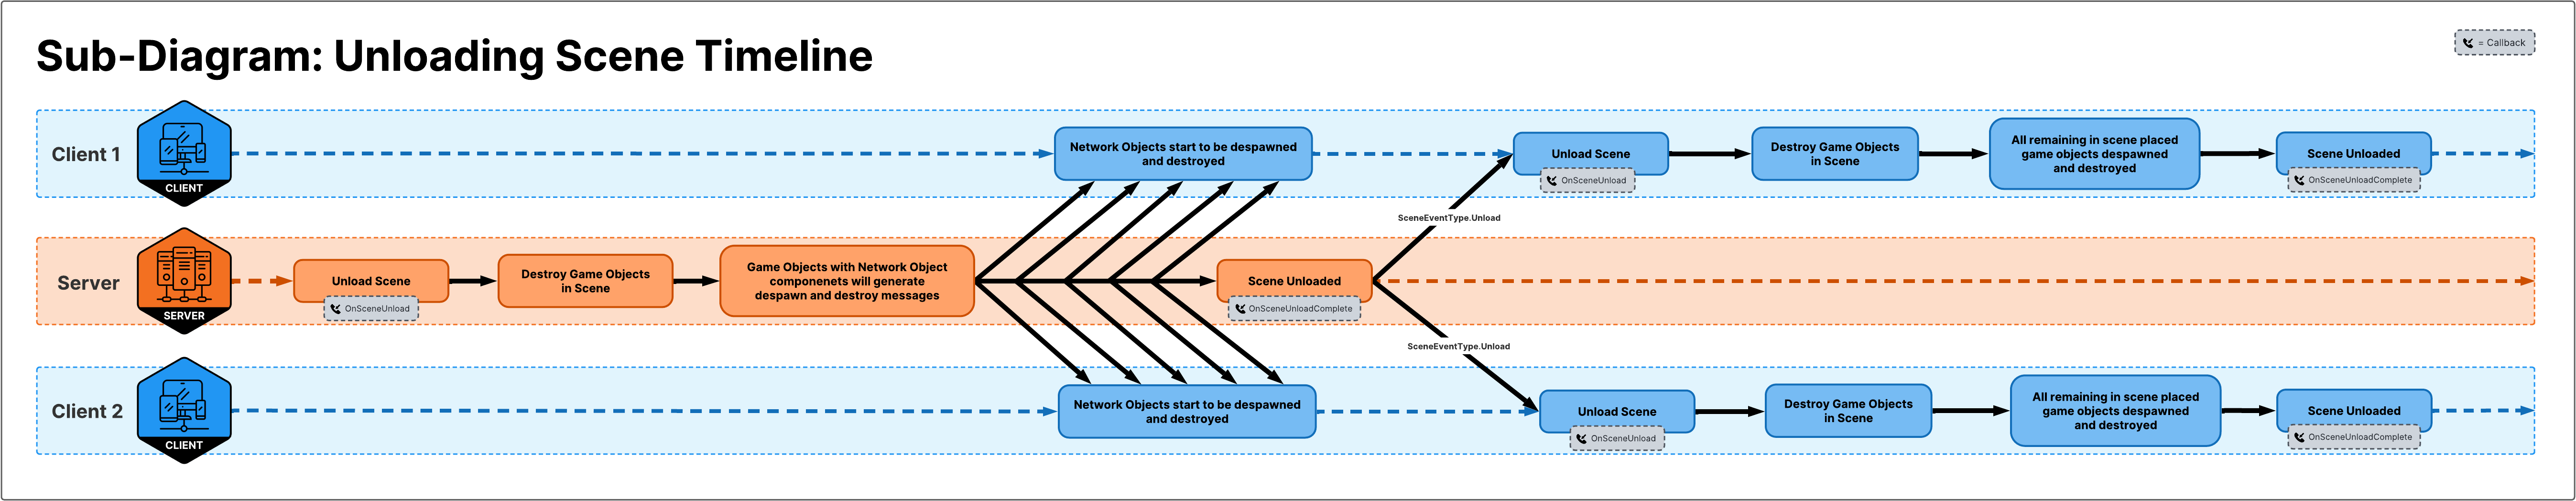 Sub-Diagram: Unloading Scene Timeline
= Callback
Client 1
CLIENT
Network Objects start to be despawned
and destroyed
Unload Scene
OnSceneUnload
Destroy Game Objects
in Scene
All remaining in scene placed
game objects despawned
and destroyed
Scene Unloaded
OnSceneUnloadComplete
SceneEventType.Unload
Server
SERVER
Unload Scene
OnSceneUnload
Destroy Game Objects
in Scene
Game Objects with Network Object
componenets will generate
despawn and destroy messages
Scene Unloaded
OnSceneUnloadComplete
SceneEventType.Unload
Client 2
CLIENT
Network Objects start to be despawned
and destroyed
Unload Scene
OnSceneUnload
Destroy Game Objects
in Scene
All remaining in scene placed
game objects despawned
and destroyed
Scene Unloaded
OnSceneUnloadComplete